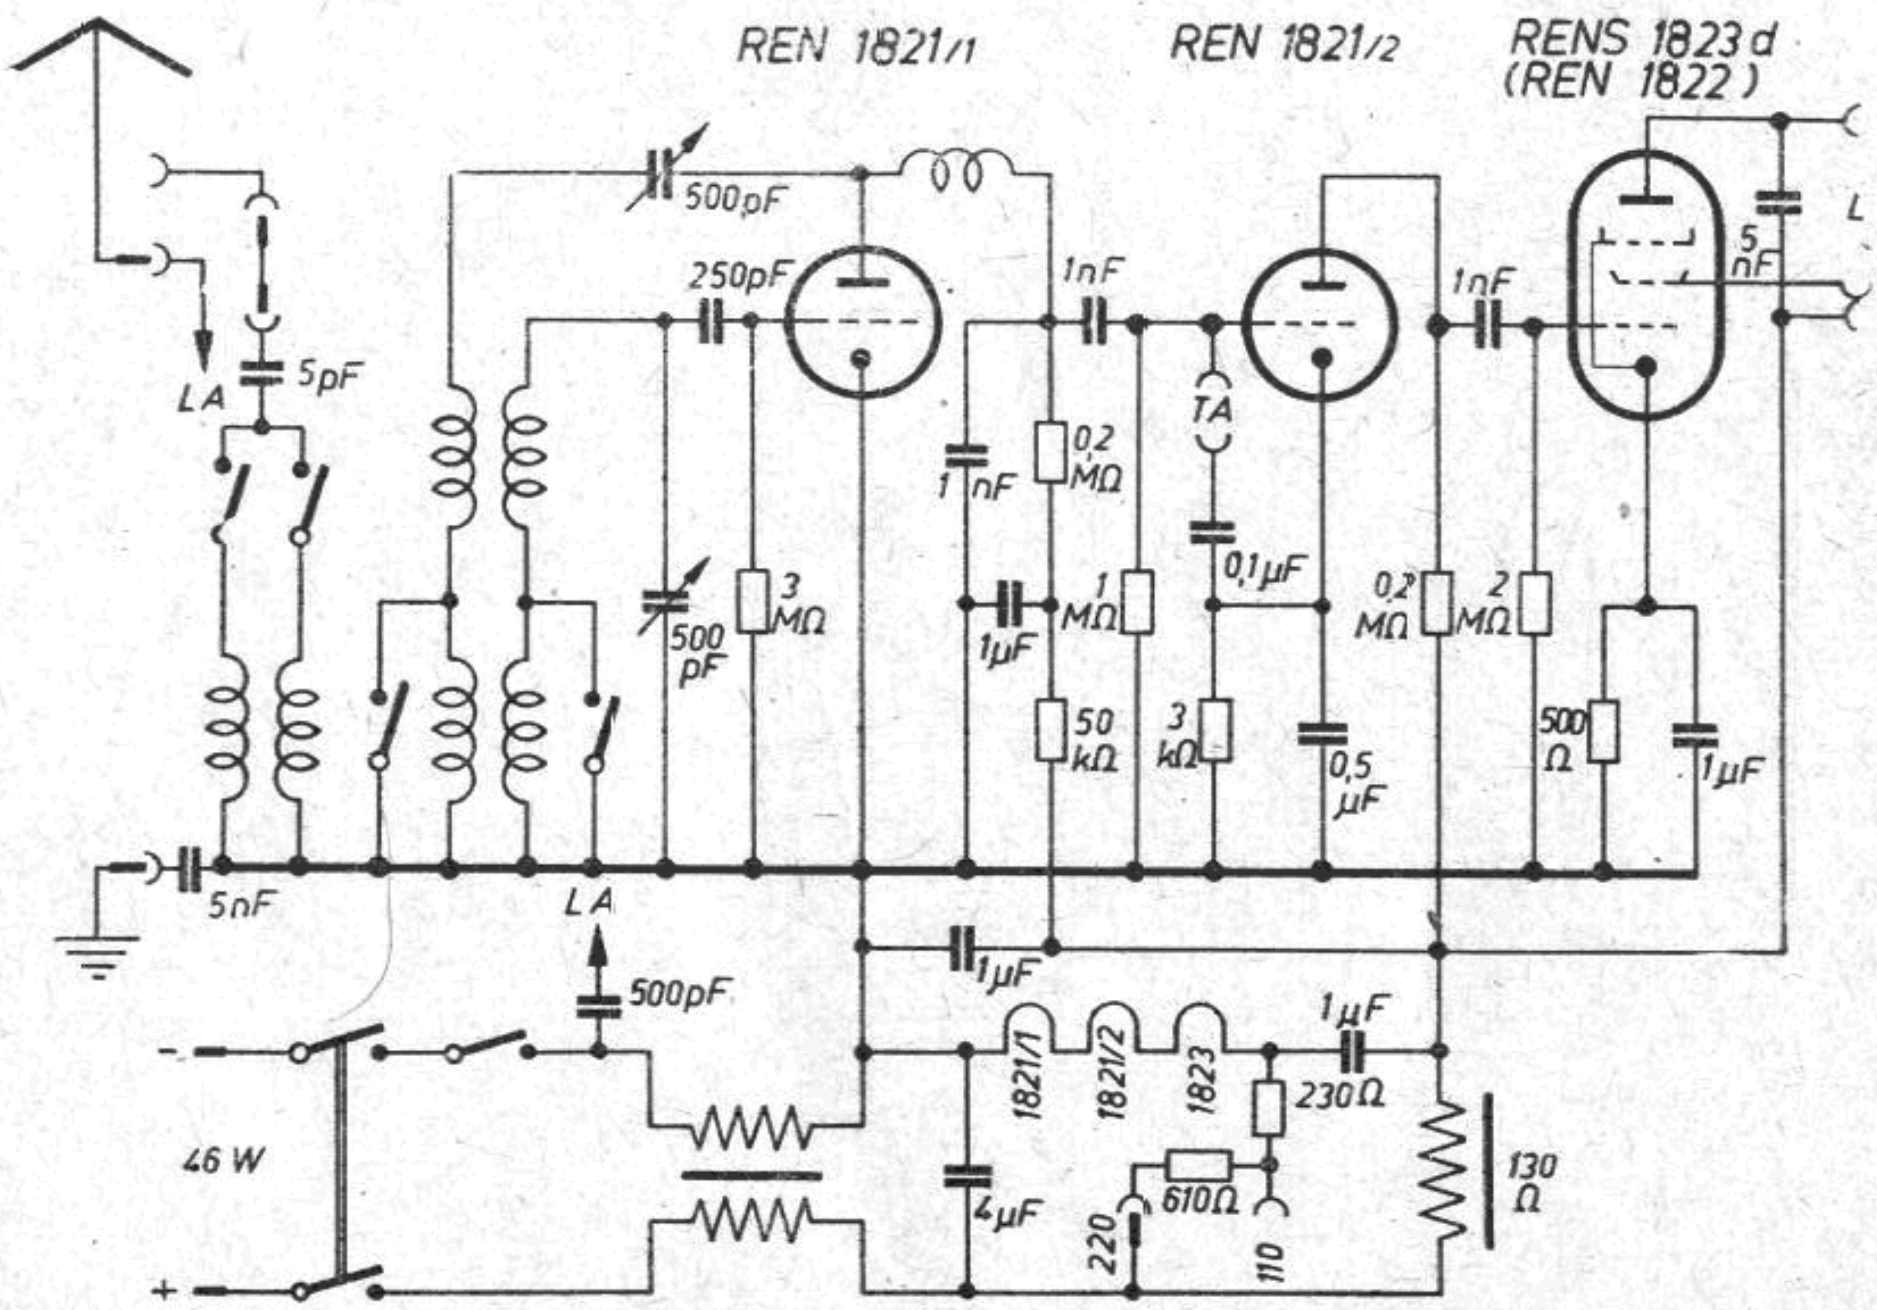 REN 1821/1
REN 1821/2
RENS 1823d
(REN 1822)
500pF
L
5
nF
250pF
1nF
1nF
LA
5pF
TA
0,2
MΩ
1 nF
0,1µF
3
MΩ
500
pF
1µF
1
MΩ
0,2
MΩ
2
MΩ
50
kΩ
3
kΩ
0,5
µF
500
Ω
1µF
5nF
LA
1µF
500pF
1µF
-
1821/1
1821/2
1823
230Ω
46 W
130
Ω
610Ω
4µF
220
110
+